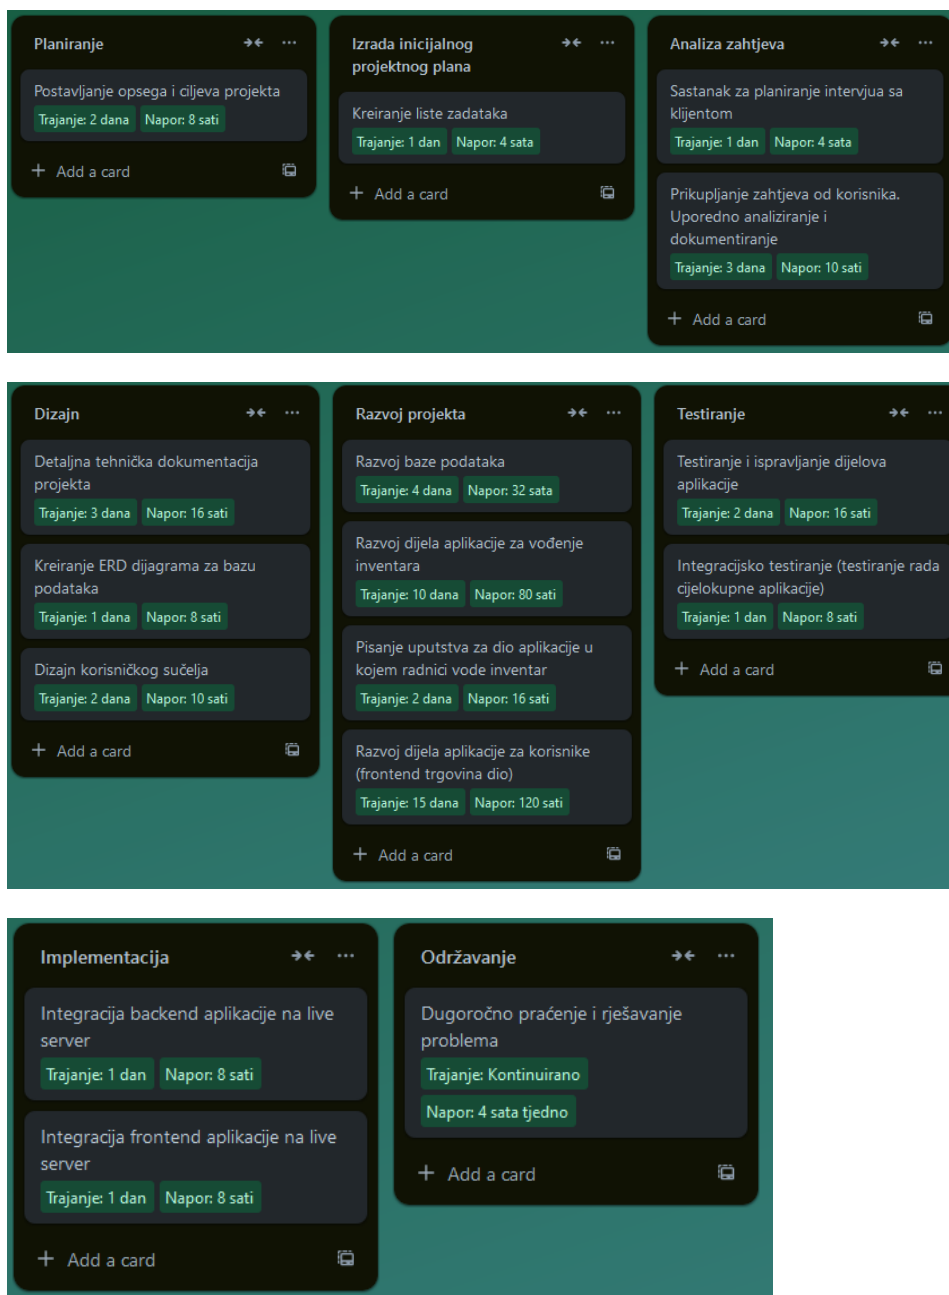 Planiranje
Postavljanje opsega i ciljeva projekta
Trajanje: 2 dana Napor: 8 sati
+ Add a card
Izrada inicijalnog
projektnog plana
Kreiranje liste zadataka
Trajanje: 1 dan Napor: 4 sata
+ Add a card
Analiza zahtjeva
Sastanak za planiranje intervjua sa
klijentom
Trajanje: 1 dan Napor: 4 sata
Prikupljanje zahtjeva od korisnika.
Uporedno analiziranje i
dokumentiranje
Trajanje: 3 dana Napor: 10 sati
+ Add a card
Dizajn
Detaljna tehnička dokumentacija
projekta
Trajanje: 3 dana Napor: 16 sati
Kreiranje ERD dijagrama za bazu
podataka
Trajanje: 1 dana Napor: 8 sati
Dizajn korisničkog sučelja
Trajanje: 2 dana Napor: 10 sati
+ Add a card
Razvoj projekta
Razvoj baze podataka
Trajanje: 4 dana Napor: 32 sata
Razvoj dijela aplikacije za vođenje
inventara
Trajanje: 10 dana Napor: 80 sati
Pisanje uputstva za dio aplikacije u
kojem radnici vode inventar
Trajanje: 2 dana Napor: 16 sati
Razvoj dijela aplikacije za korisnike
(frontend trgovina dio)
Trajanje: 15 dana Napor: 120 sati
+ Add a card
Testiranje
Testiranje i ispravljanje dijelova
aplikacije
Trajanje: 2 dana Napor: 16 sati
Integracijsko testiranje (testiranje rada
cijelokupne aplikacije)
Trajanje: 1 dan Napor: 8 sati
+ Add a card
Implementacija
Integracija backend aplikacije na live
server
Trajanje: 1 dan Napor: 8 sati
Integracija frontend aplikacije na live
server
Trajanje: 1 dan Napor: 8 sati
+ Add a card
Održavanje
Dugoročno praćenje i rješavanje
problema
Trajanje: Kontinuirano
Napor: 4 sata tjedno
+ Add a card